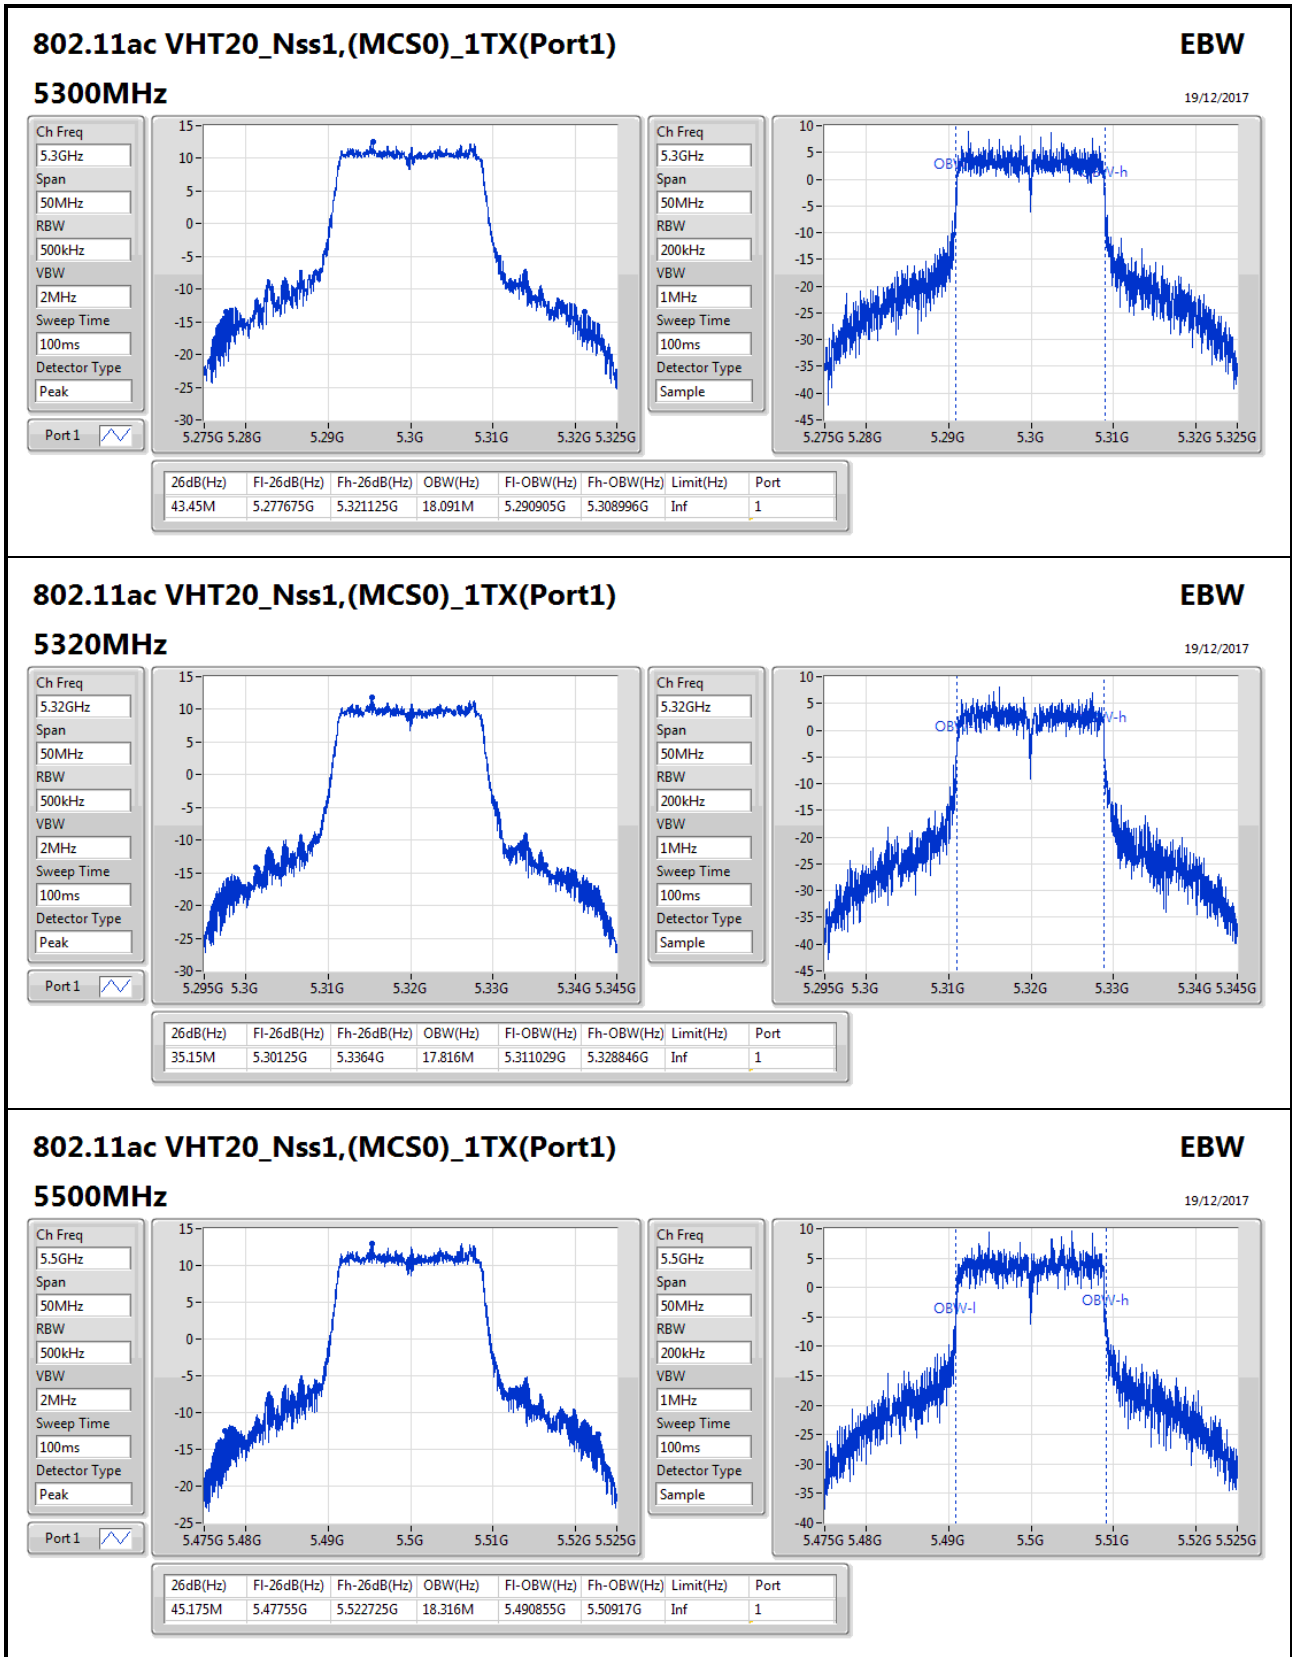 802.11ac VHT20_Nss1,(MCS0)_1TX(Port1) EBW
5300MHz 19/12/2017
Ch Freq
5.3GHz
Span
50MHz
RBW
500kHz
VBW
2MHz
Sweep Time
100ms
Detector Type
Peak
Port 1
15
10
5
0
-5
-10
-15
-20
-25
-30
5.275G 5.28G 5.29G 5.3G 5.31G 5.32G 5.325G
Ch Freq
5.3GHz
Span
50MHz
RBW
200kHz
VBW
1MHz
Sweep Time
100ms
Detector Type
Sample
10
5
0
-5
-10
-15
-20
-25
-30
-35
-40
-45
5.275G 5.28G 5.29G 5.3G 5.31G 5.32G 5.325G
26dB(Hz) Fl-26dB(Hz) Fh-26dB(Hz) OBW(Hz) Fl-OBW(Hz) Fh-OBW(Hz) Limit(Hz) Port
43.45M 5.277675G 5.321125G 18.091M 5.290905G 5.308996G Inf 1
802.11ac VHT20_Nss1,(MCS0)_1TX(Port1) EBW
5320MHz 19/12/2017
Ch Freq
5.32GHz
Span
50MHz
RBW
500kHz
VBW
2MHz
Sweep Time
100ms
Detector Type
Peak
Port 1
15
10
5
0
-5
-10
-15
-20
-25
-30
5.295G 5.3G 5.31G 5.32G 5.33G 5.34G 5.345G
Ch Freq
5.32GHz
Span
50MHz
RBW
200kHz
VBW
1MHz
Sweep Time
100ms
Detector Type
Sample
10
5
0
-5
-10
-15
-20
-25
-30
-35
-40
-45
5.295G 5.3G 5.31G 5.32G 5.33G 5.34G 5.345G
26dB(Hz) Fl-26dB(Hz) Fh-26dB(Hz) OBW(Hz) Fl-OBW(Hz) Fh-OBW(Hz) Limit(Hz) Port
35.15M 5.30125G 5.3364G 17.816M 5.311029G 5.328846G Inf 1
802.11ac VHT20_Nss1,(MCS0)_1TX(Port1) EBW
5500MHz 19/12/2017
Ch Freq
5.5GHz
Span
50MHz
RBW
500kHz
VBW
2MHz
Sweep Time
100ms
Detector Type
Peak
Port 1
15
10
5
0
-5
-10
-15
-20
-25
5.475G 5.48G 5.49G 5.5G 5.51G 5.52G 5.525G
Ch Freq
5.5GHz
Span
50MHz
RBW
200kHz
VBW
1MHz
Sweep Time
100ms
Detector Type
Sample
10
5
0
-5
-10
-15
-20
-25
-30
-35
-40
OBW-l OBW-h
5.475G 5.48G 5.49G 5.5G 5.51G 5.52G 5.525G
26dB(Hz) Fl-26dB(Hz) Fh-26dB(Hz) OBW(Hz) Fl-OBW(Hz) Fh-OBW(Hz) Limit(Hz) Port
45.175M 5.47755G 5.522725G 18.316M 5.490855G 5.50917G Inf 1